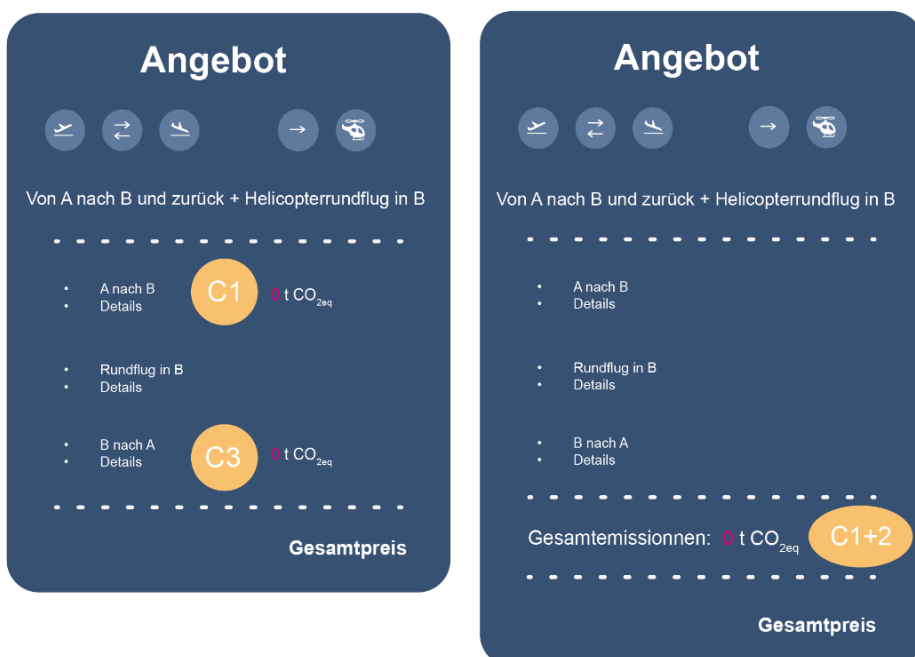 Angebot
Von A nach B und zurück + Helicopterrundflug in B
• A nach B
• Details
C1
0 t CO2eq
• Rundflug in B
• Details
• B nach A
• Details
C3
0 t CO2eq
Gesamtpreis
Angebot
Von A nach B und zurück + Helicopterrundflug in B
• A nach B
• Details
• Rundflug in B
• Details
• B nach A
• Details
Gesamtemissionnen: 0 t CO2eq
C1+2
Gesamtpreis